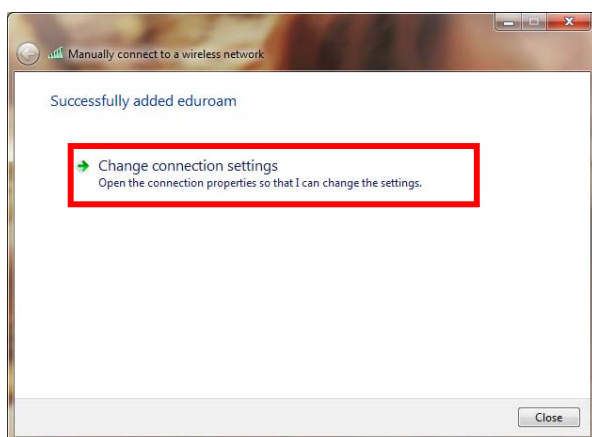 Manually connect to a wireless network
Successfully added eduroam
Change connection settings
Open the connection properties so that I can change the settings.
Close